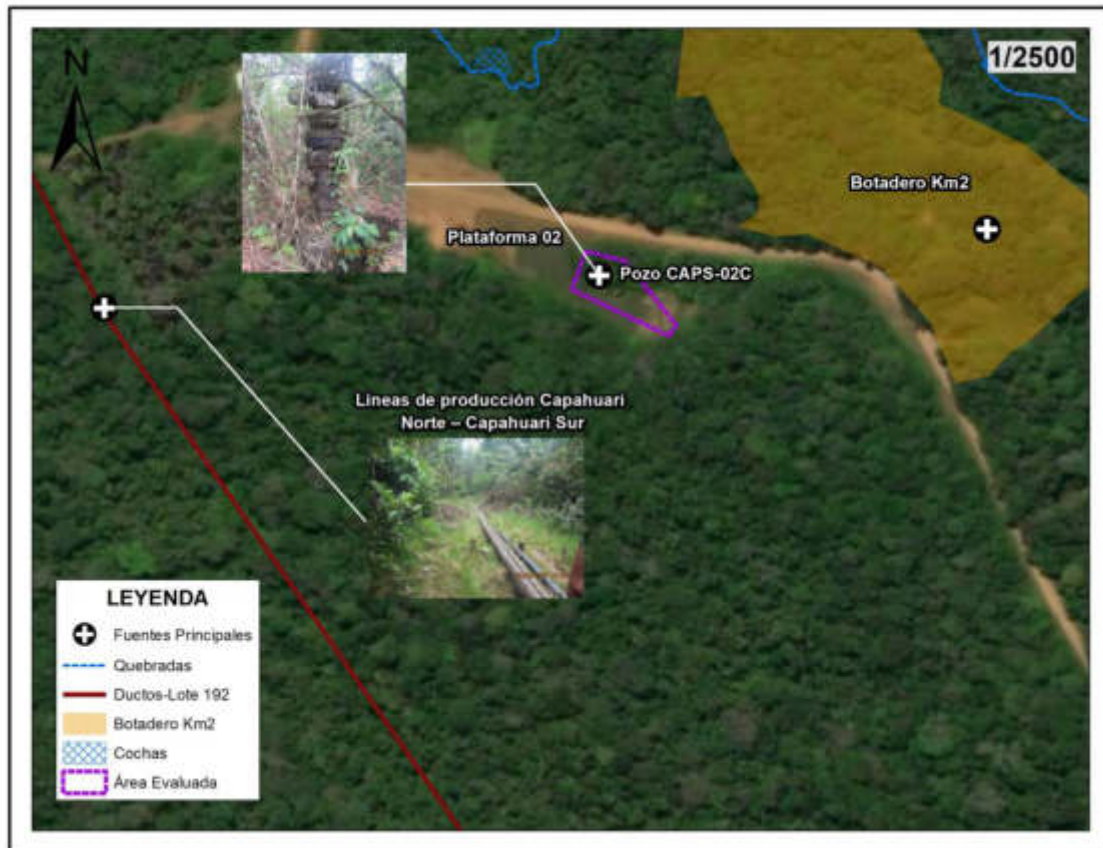 N
1/2500
Botadero Km2
Plataforma 02
Pozo CAPS-02C
Lineas de producción Capahuari
Norte – Capahuari Sur
LEYENDA
Fuentes Principales
Quebradas
Ductos-Lote 192
Botadero Km2
Cochas
Área Evaluada